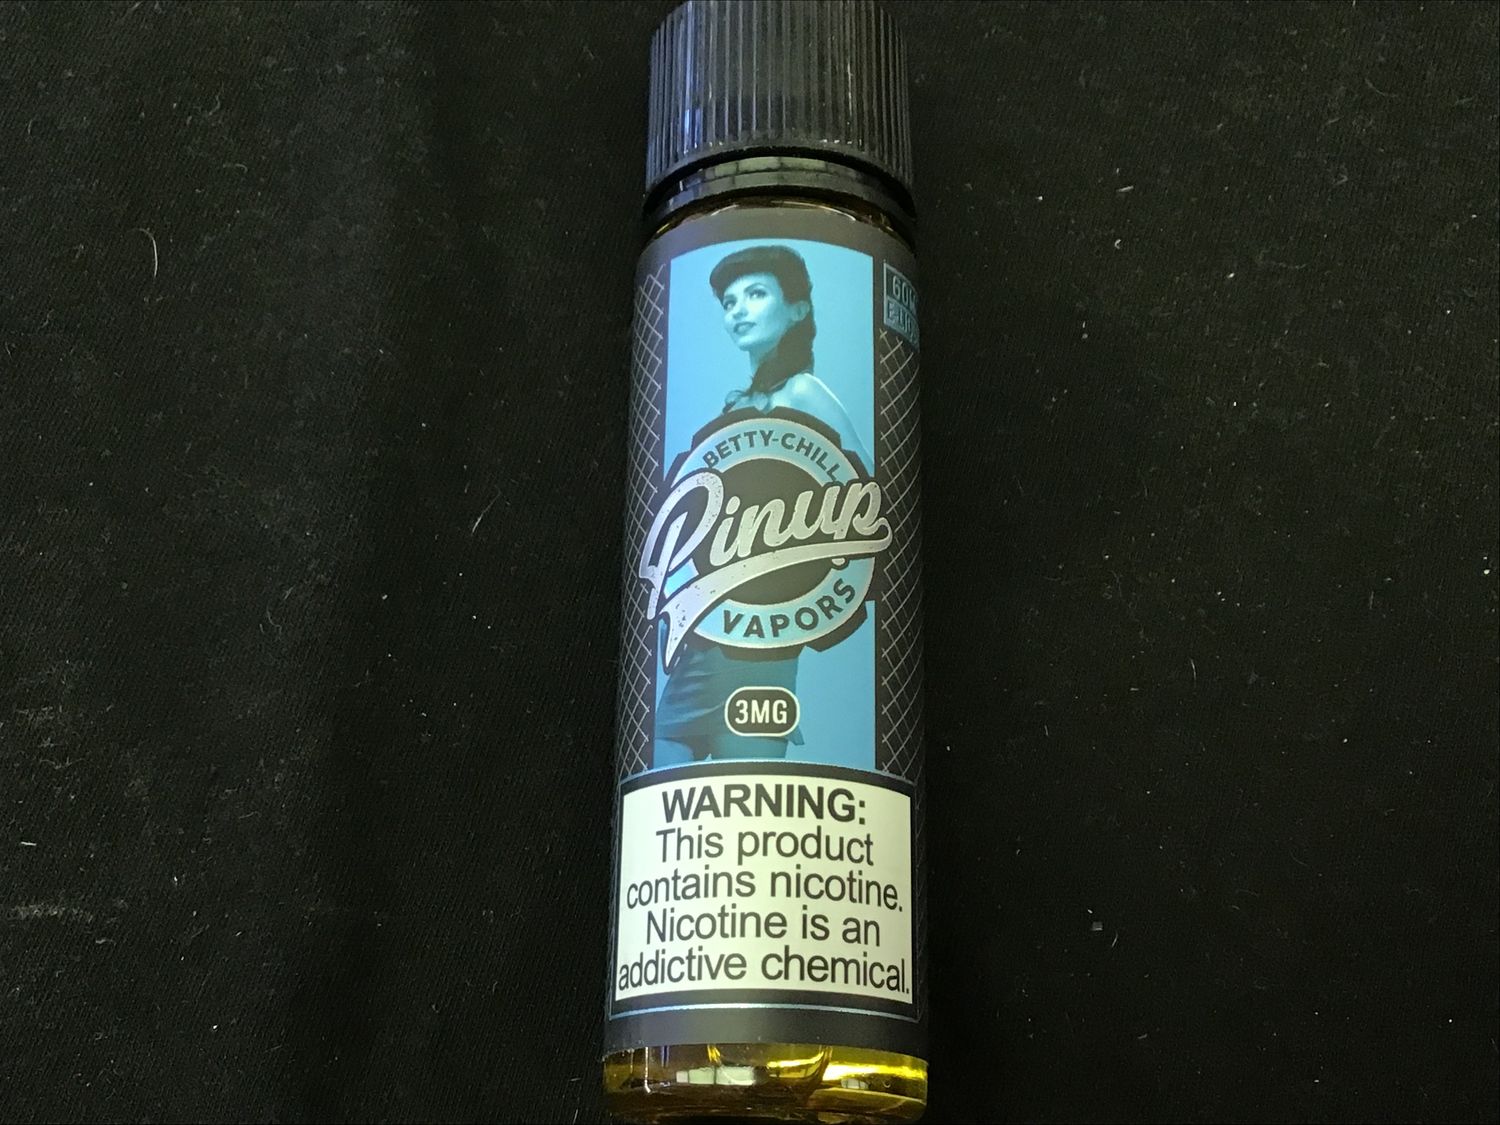 BETTY-CHILL
Pinup
VAPORS
3MG
WARNING:
This product
contains nicotine.
Nicotine is an
addictive chemical.